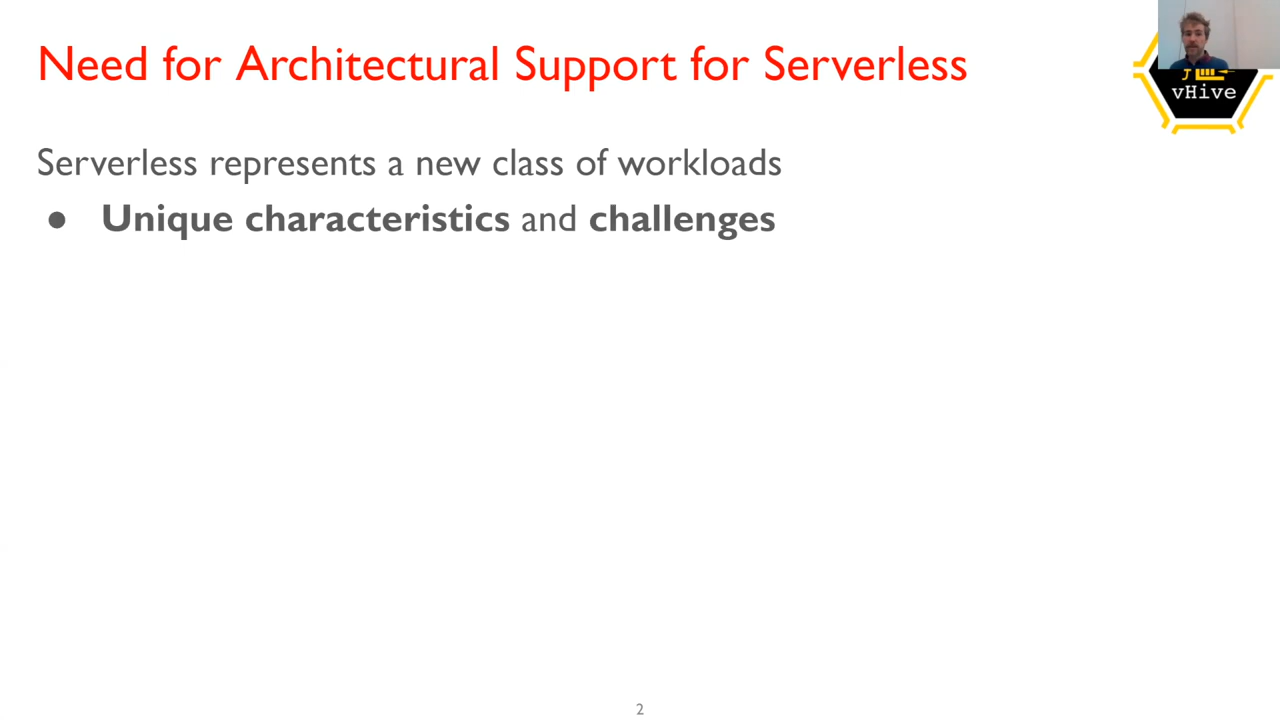 Need for Architectural Support for Serverless
vHive
Serverless represents a new class of workloads
● Unique characteristics and challenges
2